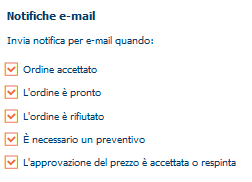 Notifiche e-mail
Invia notifica per e-mail quando:
Ordine accettato
L'ordine è pronto
L'ordine è rifiutato
È necessario un preventivo
L'approvazione del prezzo è accettata o respinta